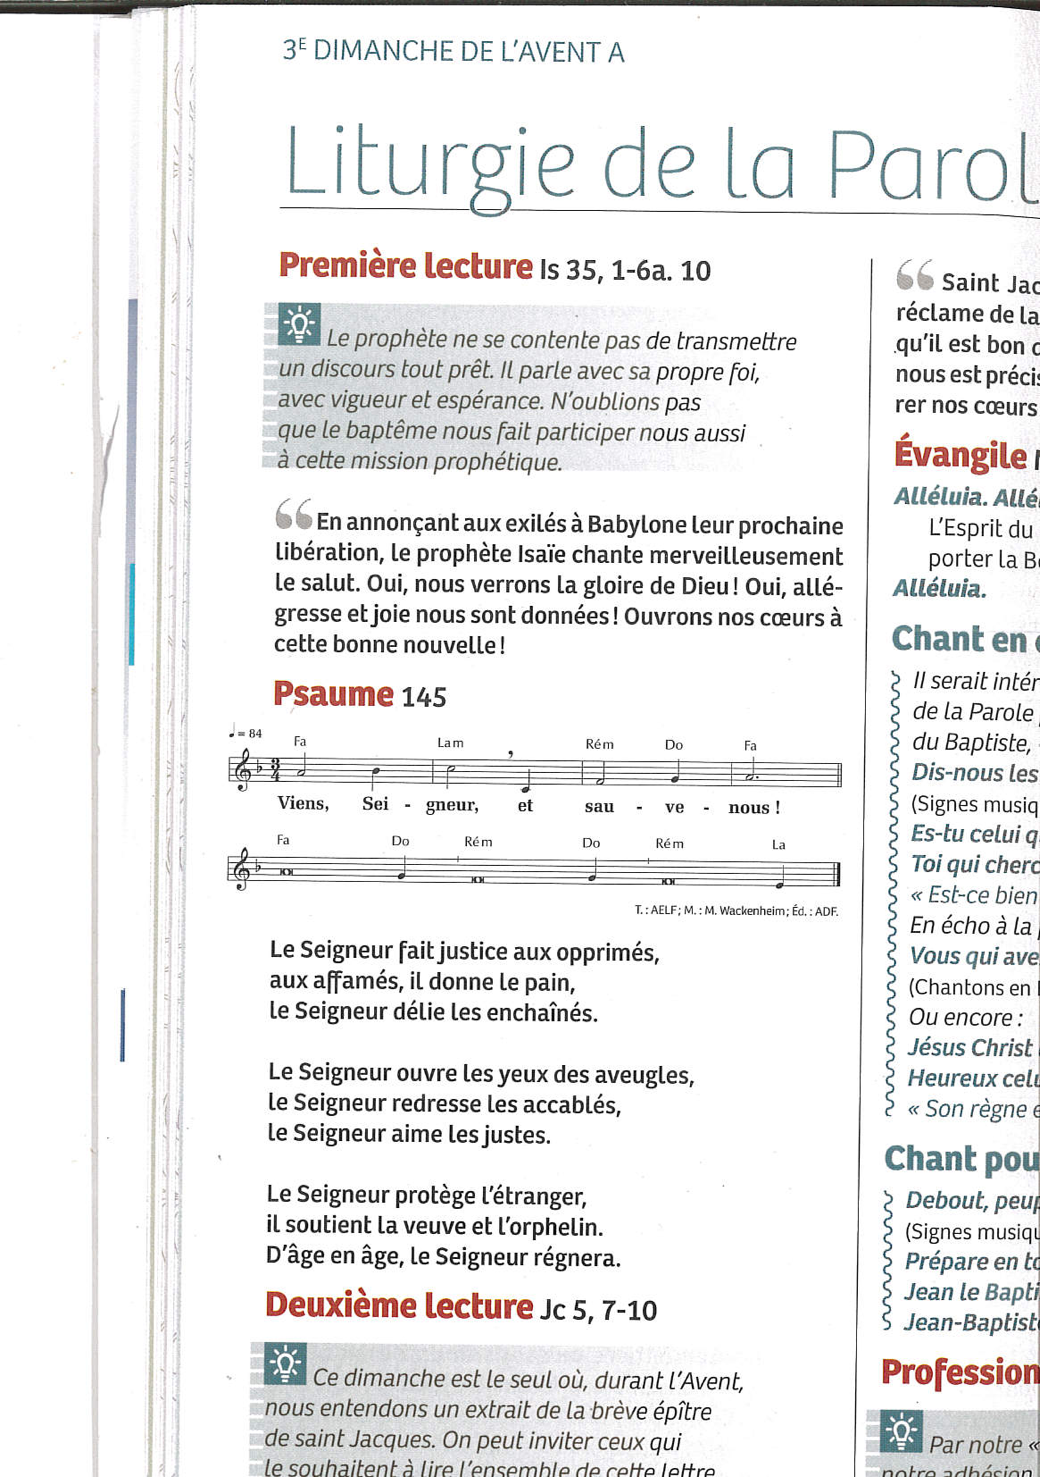 3E DIMANCHE DE L'AVENT A
Liturgie de la Parol
Première lecture Is 35, 1-6a. 10
Le prophète ne se contente pas de transmettre
un discours tout prêt. Il parle avec sa propre foi,
avec vigueur et espérance. N'oublions pas
que le baptême nous fait participer nous aussi
à cette mission prophétique.
“ En annonçant aux exilés à Babylone leur prochaine
libération, le prophète Isaïe chante merveilleusement
le salut. Oui, nous verrons la gloire de Dieu ! Oui, allé-
gresse et joie nous sont données ! Ouvrons nos cœurs à
cette bonne nouvelle !
Psaume 145
♩ = 84
Fa Lam Rém Do Fa
Viens, Sei - gneur, et sau - ve - nous !
Fa Do Rém Do Rém La
T. : AELF ; M. : M. Wackenheim ; Éd. : ADF.
Le Seigneur fait justice aux opprimés,
aux affamés, il donne le pain,
le Seigneur délie les enchaînés.
Le Seigneur ouvre les yeux des aveugles,
le Seigneur redresse les accablés,
le Seigneur aime les justes.
Le Seigneur protège l'étranger,
il soutient la veuve et l'orphelin.
D'âge en âge, le Seigneur régnera.
Deuxième lecture Jc 5, 7-10
Ce dimanche est le seul où, durant l'Avent,
nous entendons un extrait de la brève épître
de saint Jacques. On peut inviter ceux qui
le souhaitent à lire l'ensemble de cette lettre
“ Saint Jac
réclame de la
qu'il est bon
nous est précis
rer nos cœurs
Évangile
Alléluia. Allé
L'Esprit du
porter la B
Alléluia.
Chant en
Il serait intér
de la Parole
du Baptiste,
Dis-nous les
(Signes musiq
Es-tu celui q
Toi qui cherc
« Est-ce bien
En écho à la
Vous qui ave
(Chantons en
Ou encore :
Jésus Christ
Heureux celu
« Son règne e
Chant pou
Debout, peup
(Signes musiqu
Prépare en to
Jean le Bapti
Jean-Baptist
Profession
Par notre «
notre adhésion